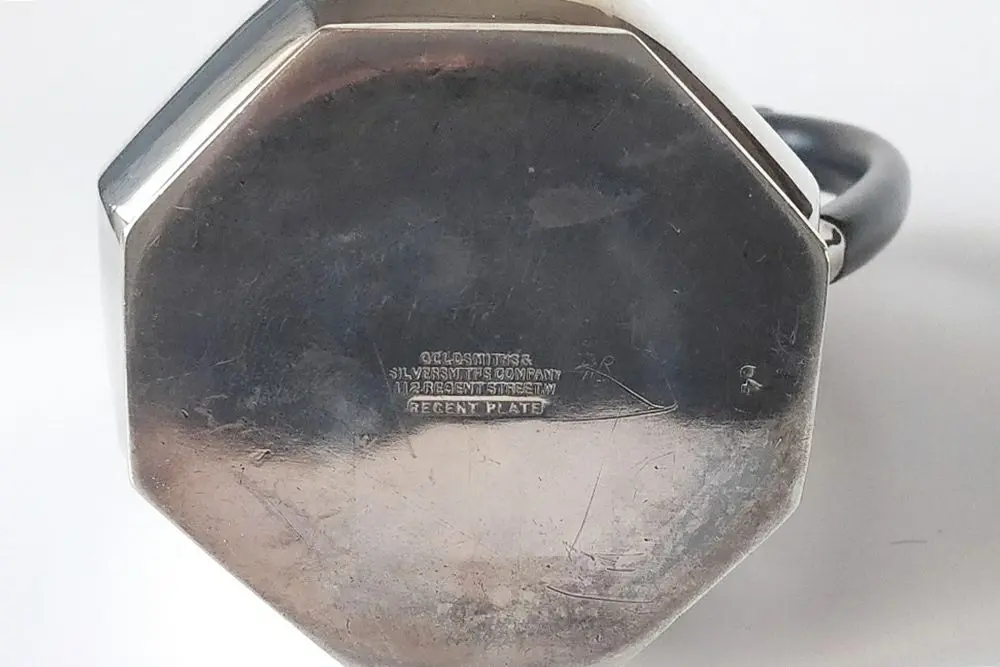 GOLDSMITHS &
SILVERSMITHS COMPANY
112 REGENT STREET. W
REGENT PLATE